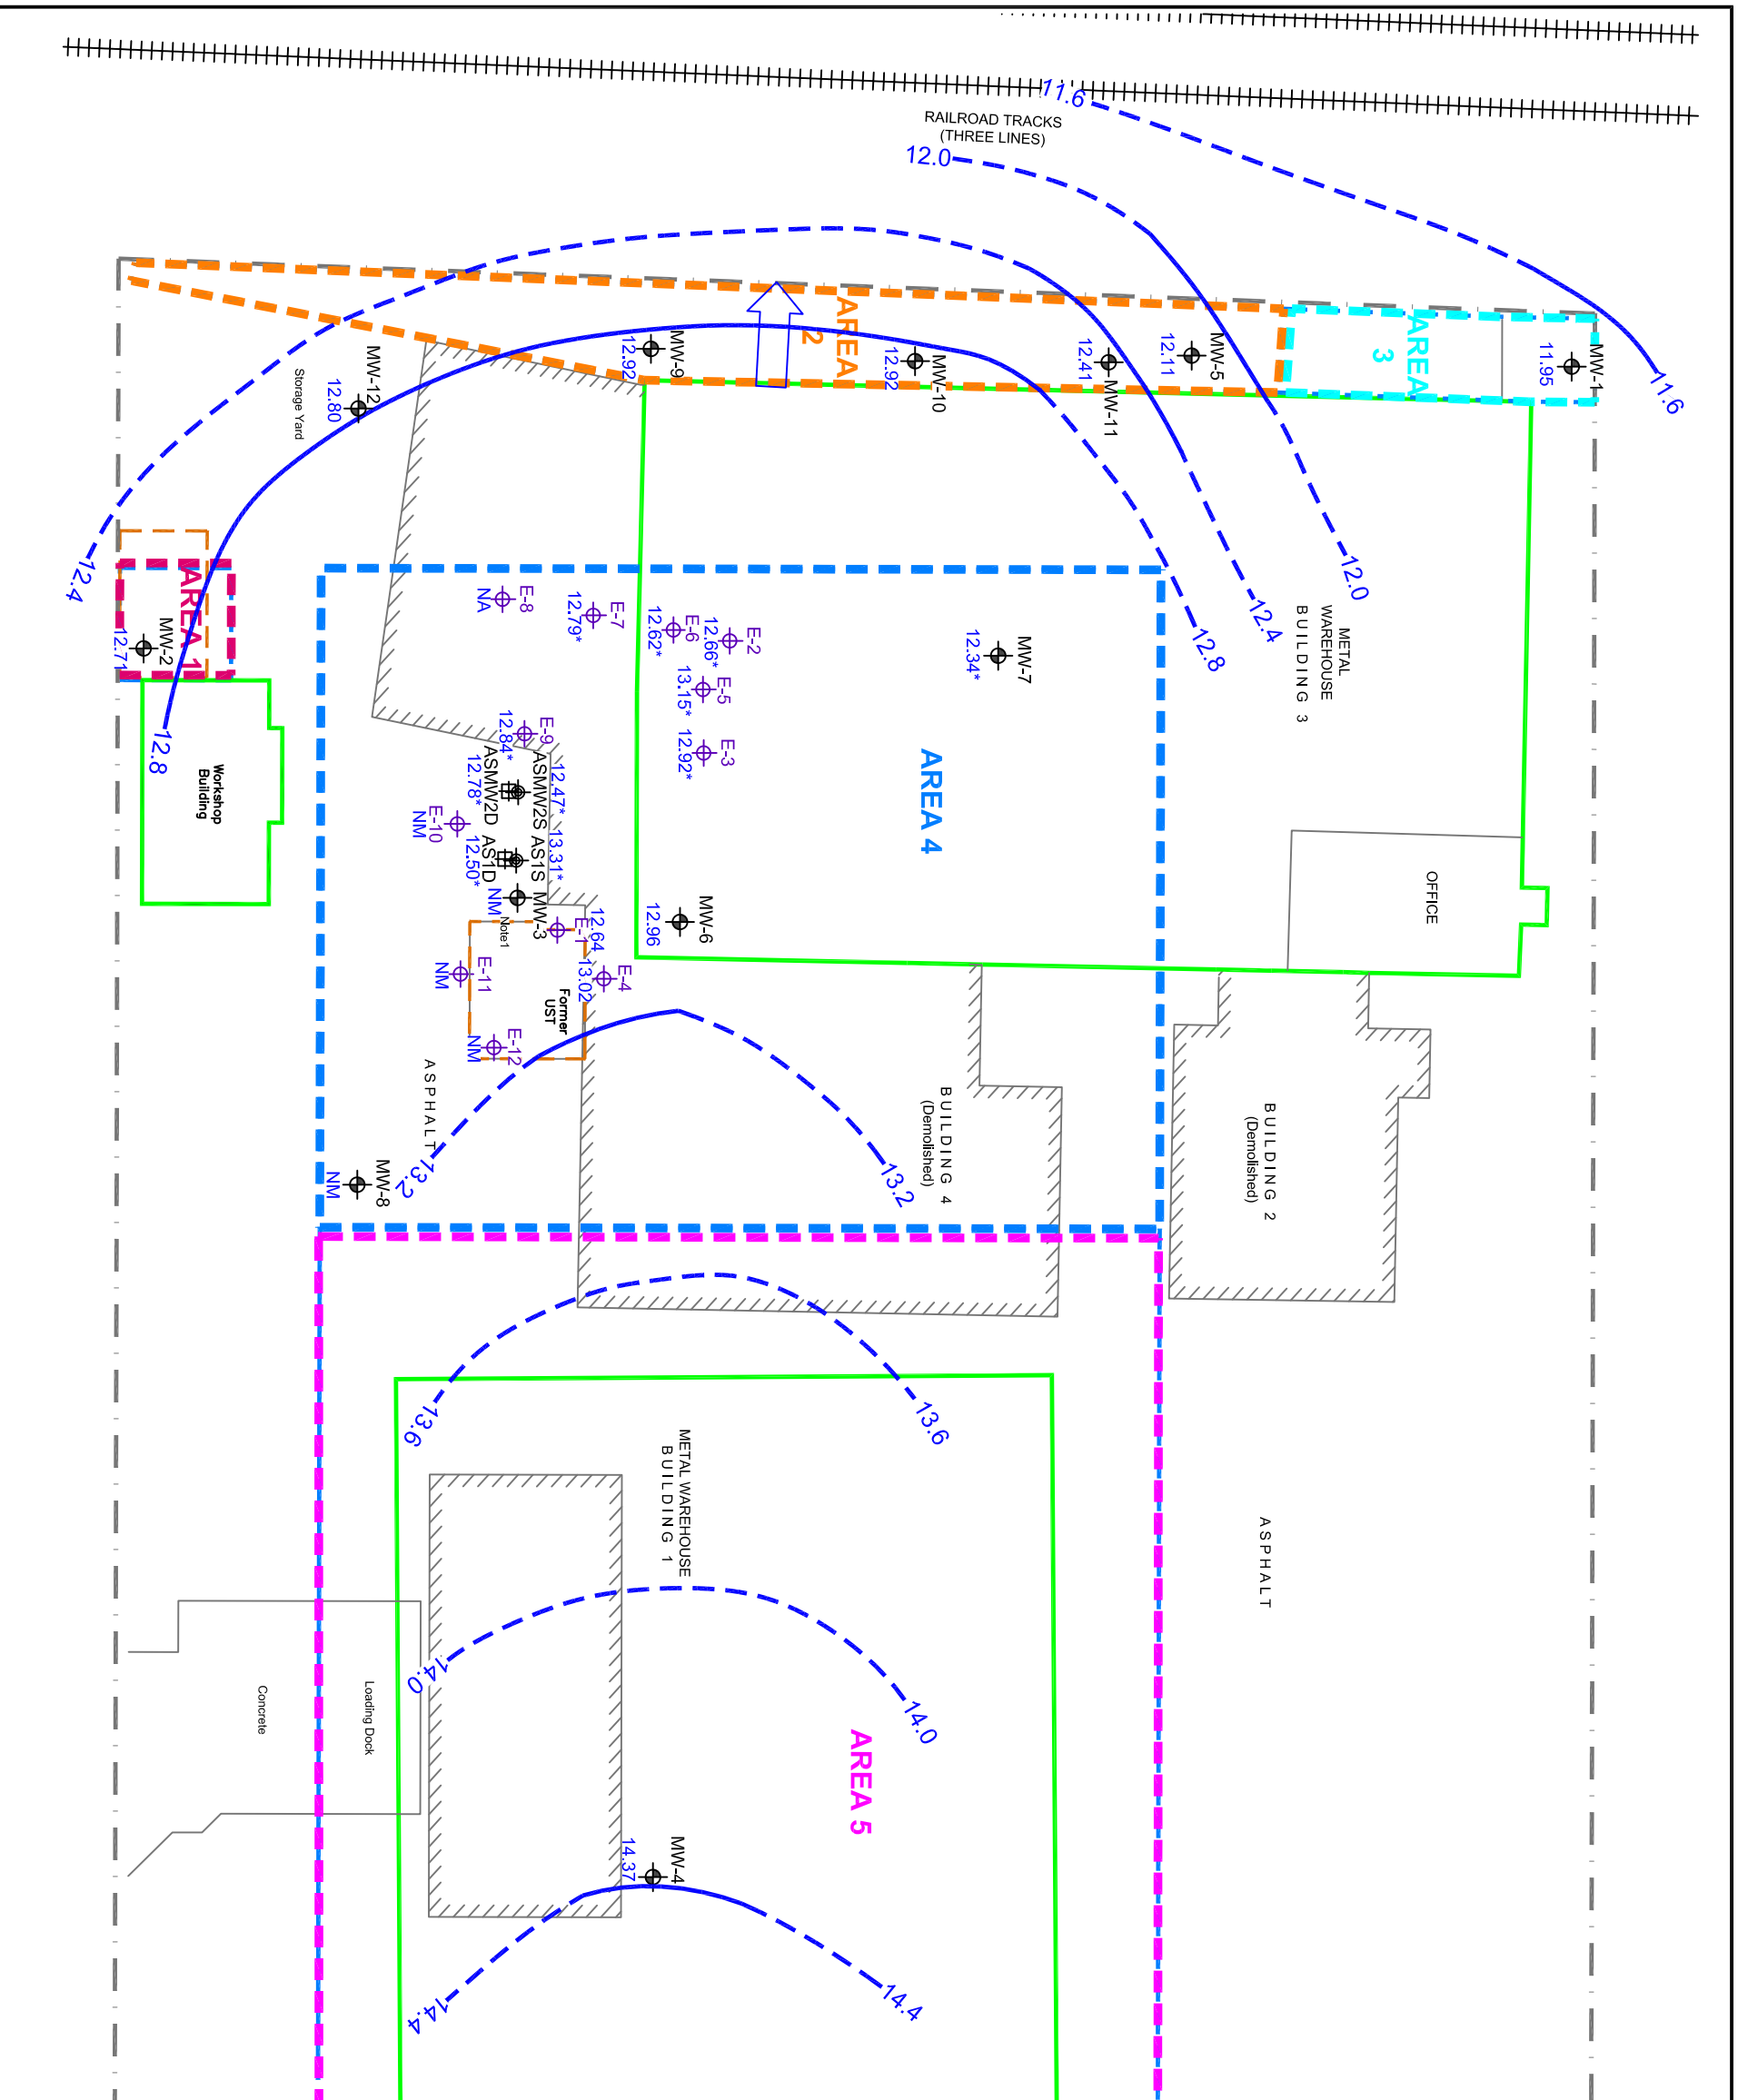 11.6
RAILROAD TRACKS
(THREE LINES)
12.0
AREA
2
AREA
3
MW-1
11.95
11.6
MW-5
12.11
MW-11
12.41
MW-10
12.92
MW-9
12.92
MW-12
12.80
Storage Yard
12.4
AREA 1
MW-2
12.71
12.8
Workshop
Building
E-8
NA
E-7
12.79*
E-6
12.62*
E-2
12.66*
E-5
13.15*
E-3
12.92*
MW-7
12.34*
12.8
12.4
12.0
METAL
WAREHOUSE
BUILDING 3
AREA 4
OFFICE
E-9
12.84*
ASMW2S
12.47*
ASMW2D
12.78*
E-10
NM
AS1S
13.31*
AS1D
12.50*
MW-3
NM
Note1
E-1
12.64
E-4
13.02
MW-6
12.96
E-11
NM
Former
UST
E-12
NM
ASPHALT
MW-8
NM
13.2
13.2
BUILDING 4
(Demolished)
BUILDING 2
(Demolished)
13.6
13.6
METAL WAREHOUSE
BUILDING 1
ASPHALT
14.0
14.0
Concrete
Loading Dock
AREA 5
MW-4
14.37
14.4
14.4